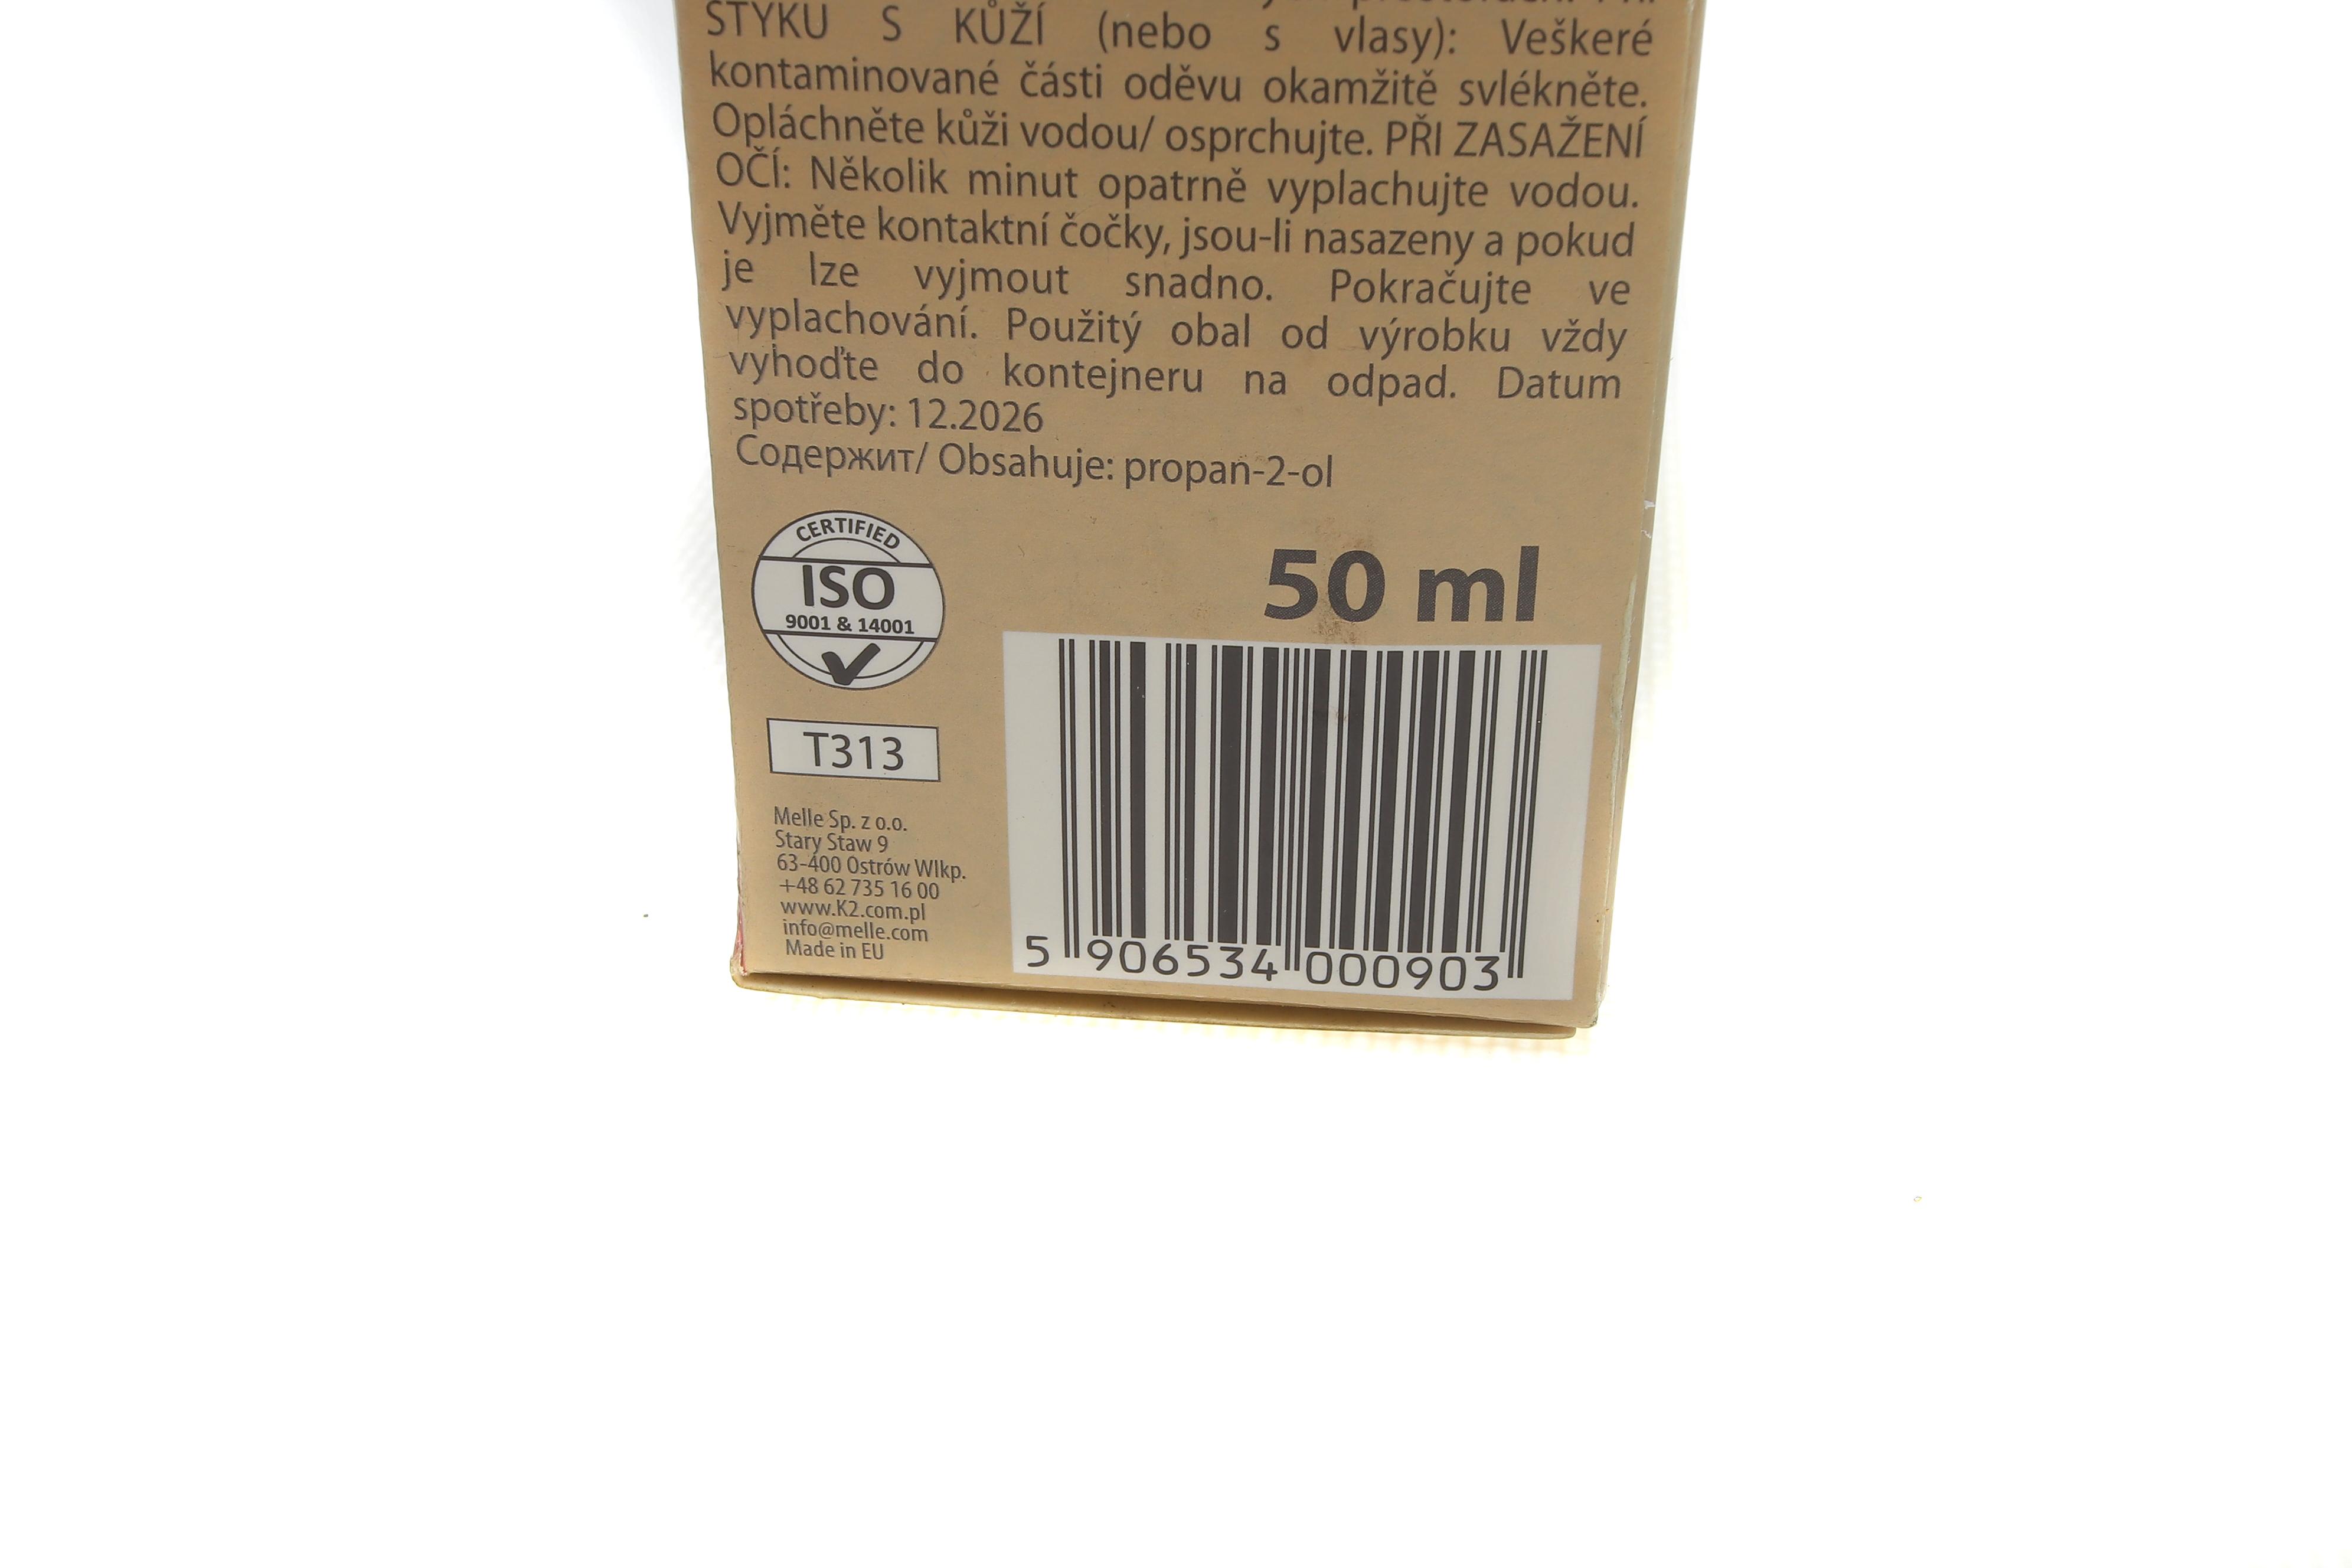 STYKU S KŮŽÍ (nebo s vlasy): Veškeré
kontaminované části oděvu okamžitě svlékněte.
Opláchněte kůži vodou/ osprchujte. PŘI ZASAŽENÍ
OČÍ: Několik minut opatrně vyplachujte vodou.
Vyjměte kontaktní čočky, jsou-li nasazeny a pokud
je lze vyjmout snadno. Pokračujte ve
vyplachování. Použitý obal od výrobku vždy
vyhoďte do kontejneru na odpad. Datum
spotřeby: 12.2026
Содержит/ Obsahuje: propan-2-ol
CERTIFIED
ISO
9001 & 14001
50 ml
T313
Melle Sp. z o.o.
Stary Staw 9
63-400 Ostrów Wlkp.
+48 62 735 16 00
www.K2.com.pl
info@melle.com
Made in EU
5 906534 000903